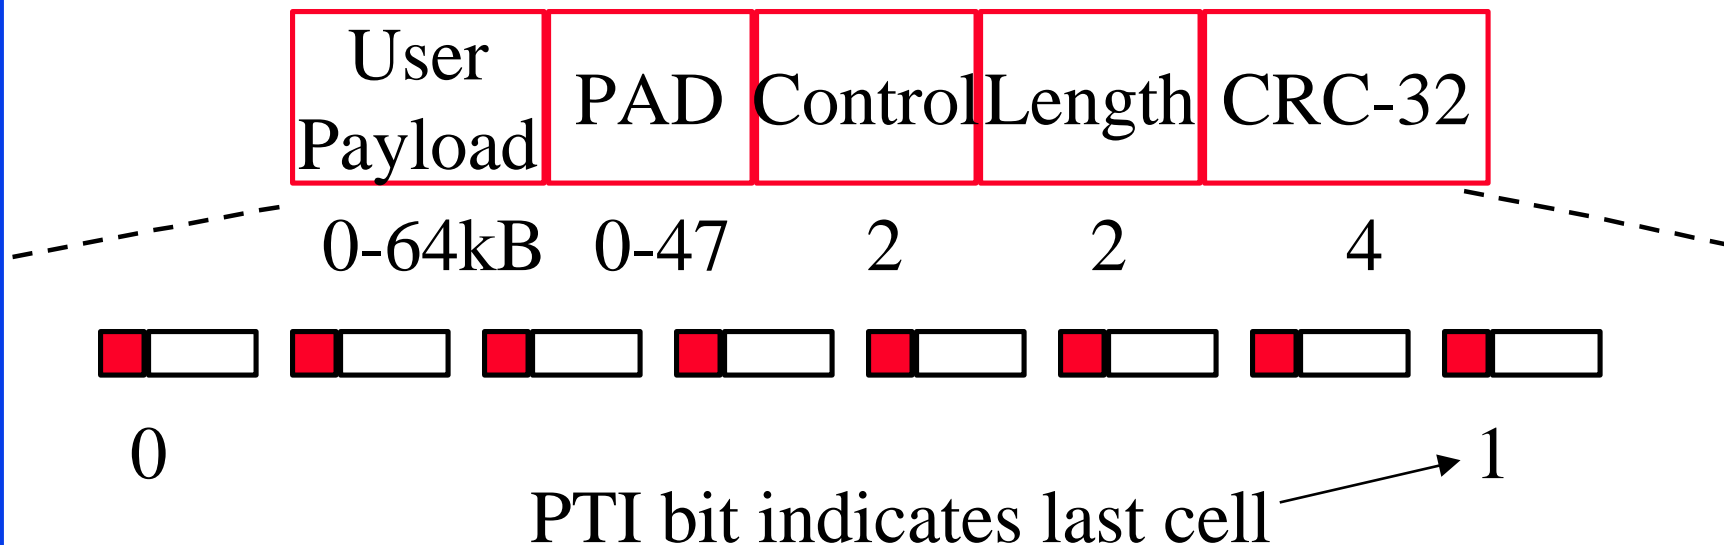 User
Payload
PAD
Control
Length
CRC-32
0-64kB
0-47
2
2
4
0
1
PTI bit indicates last cell